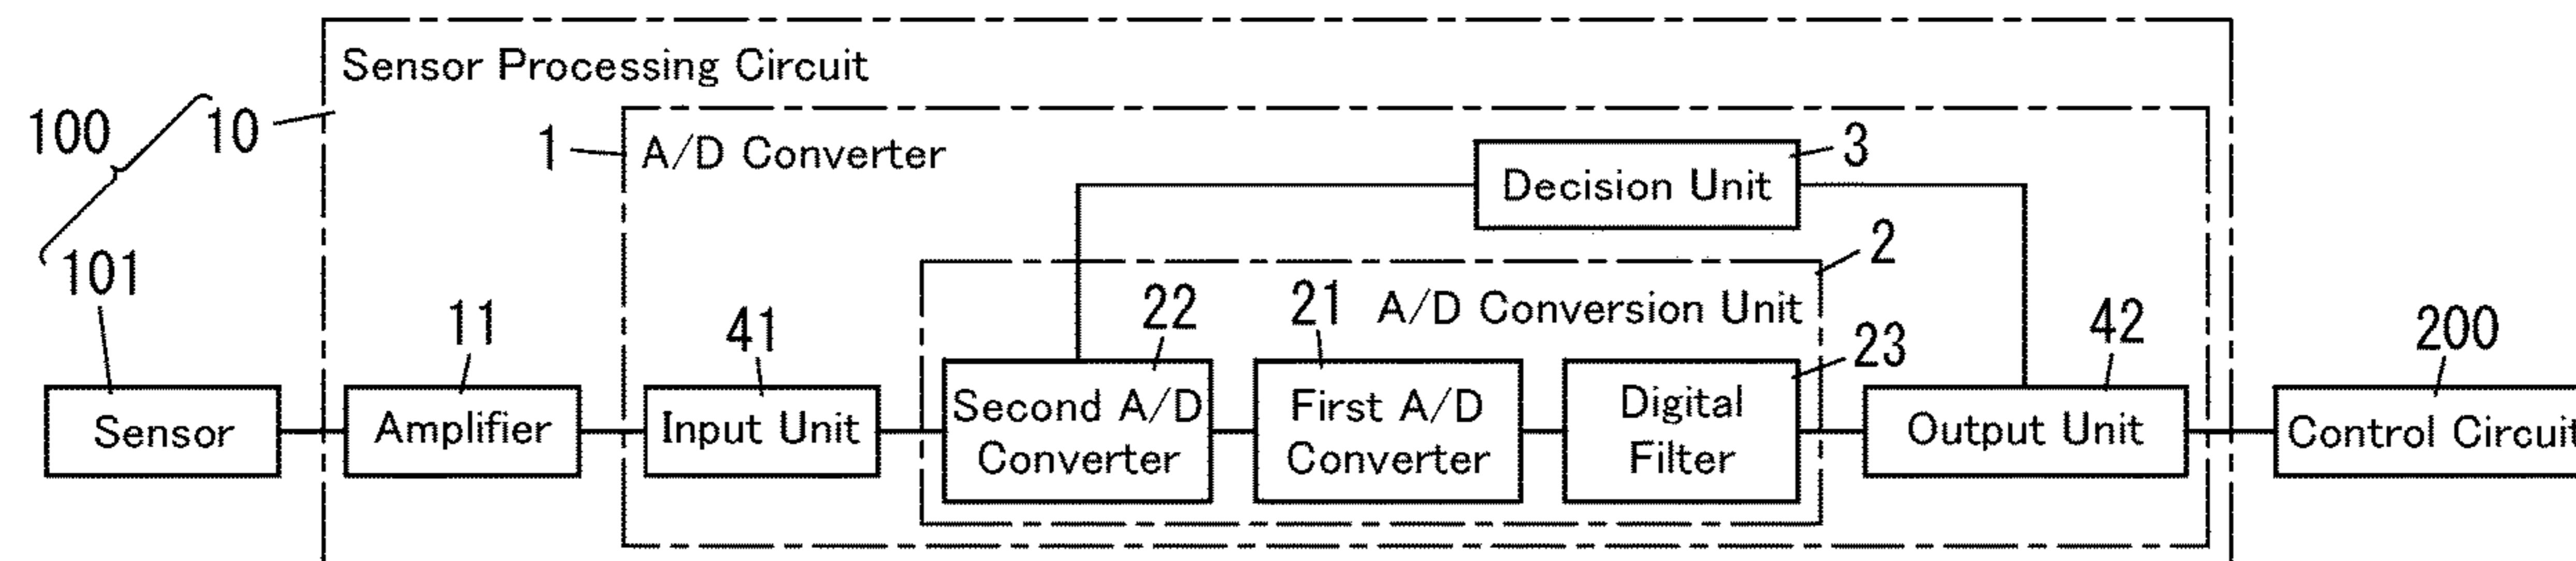 Sensor Processing Circuit
100
10
1
A/D Converter
3
Decision Unit
101
2
11
41
22
21
A/D Conversion Unit
23
42
200
Sensor
Amplifier
Input Unit
Second A/D
Converter
First A/D
Converter
Digital
Filter
Output Unit
Control Circuit